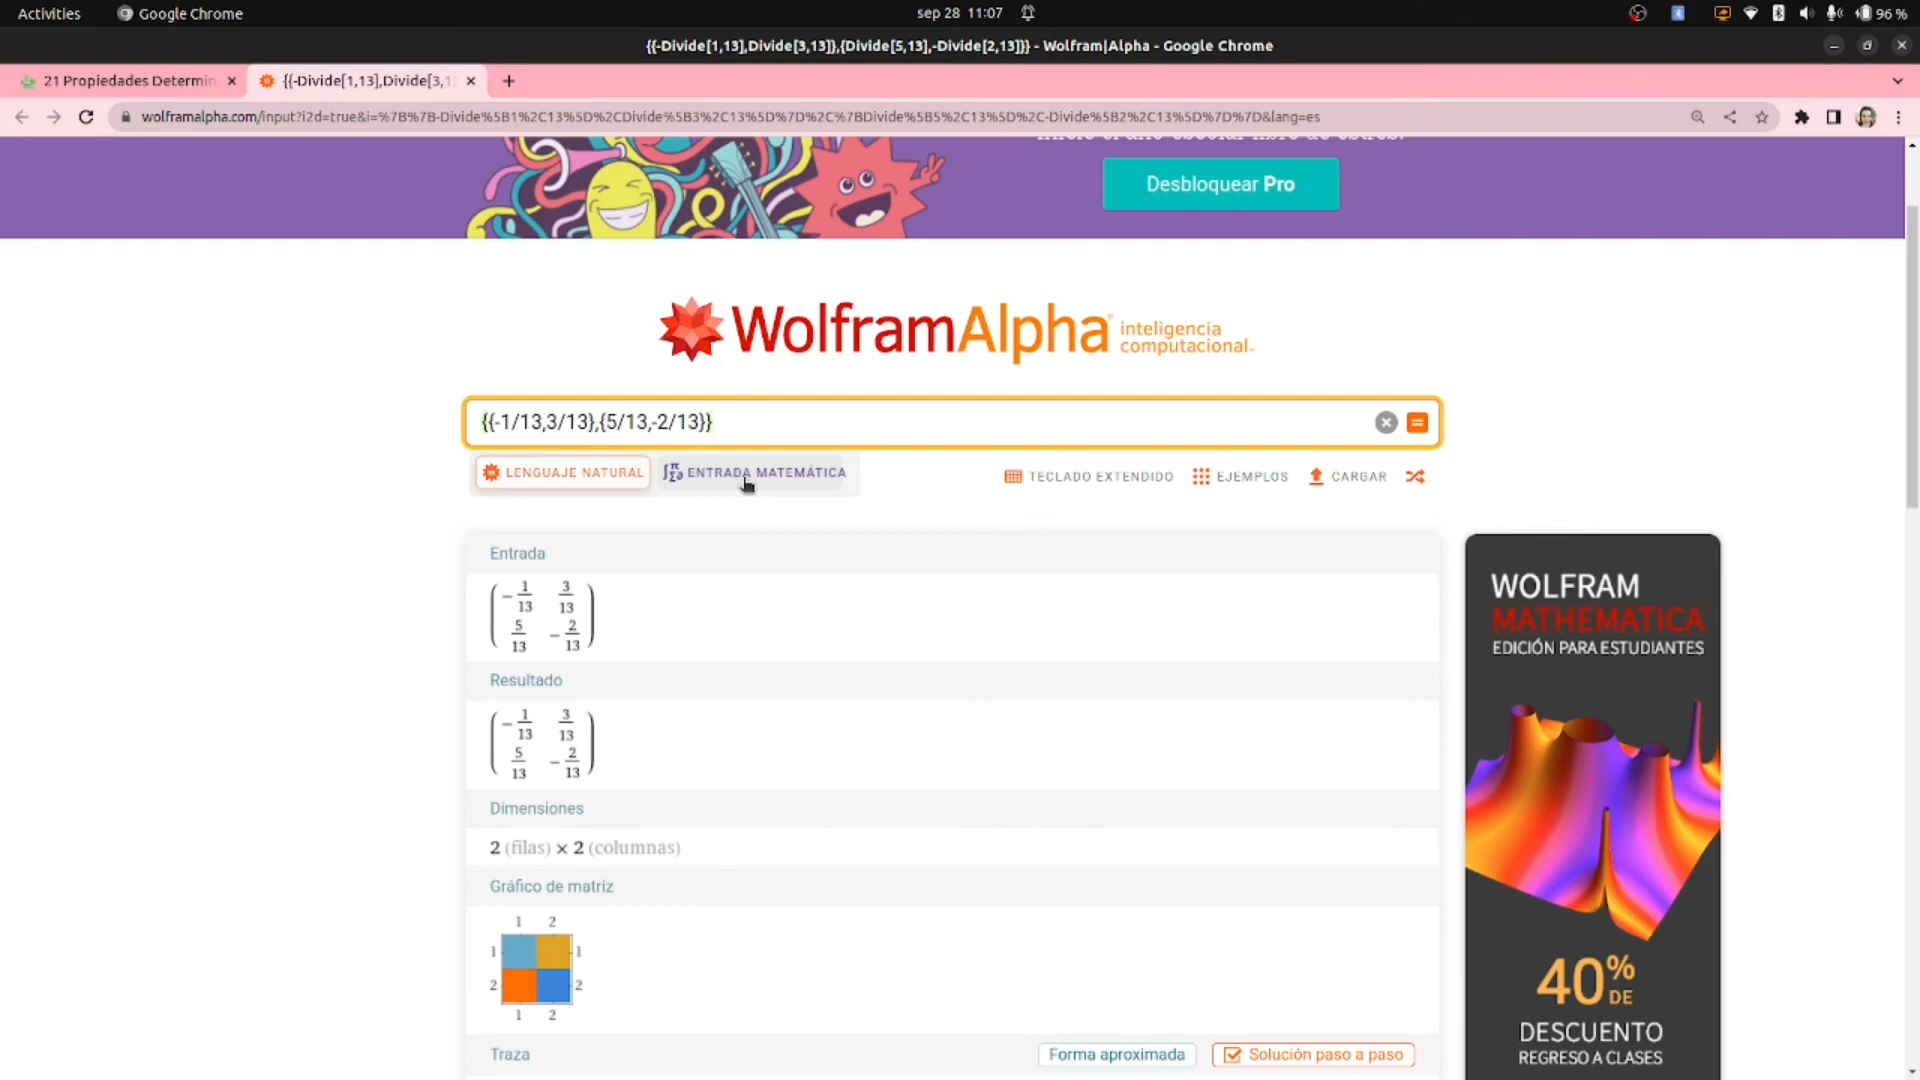 Activities
Google Chrome
sep 28 11:07
96 %
{{-Divide[1,13],Divide[3,13]},{Divide[5,13],-Divide[2,13]}} - Wolfram|Alpha - Google Chrome
21 Propiedades Determin
{{-Divide[1,13],Divide[3,1
wolframalpha.com/input?i2d=true&i=%7B%7B-Divide%5B1%2C13%5D%2CDivide%5B3%2C13%5D%7D%2C%7BDivide%5B5%2C13%5D%2C-Divide%5B2%2C13%5D%7D%7D&lang=es
Desbloquear Pro
WolframAlpha inteligencia computacional
{{-1/13,3/13},{5/13,-2/13}}
LENGUAJE NATURAL
ENTRADA MATEMÁTICA
TECLADO EXTENDIDO
EJEMPLOS
CARGAR
Entrada
-1/13 3/13
5/13 -2/13
Resultado
-1/13 3/13
5/13 -2/13
Dimensiones
2 (filas) × 2 (columnas)
Gráfico de matriz
1 2
1 1
2 2
1 2
Traza
Forma aproximada
Solución paso a paso
WOLFRAM
MATHEMATICA
EDICIÓN PARA ESTUDIANTES
40%
DE
DESCUENTO
REGRESO A CLASES